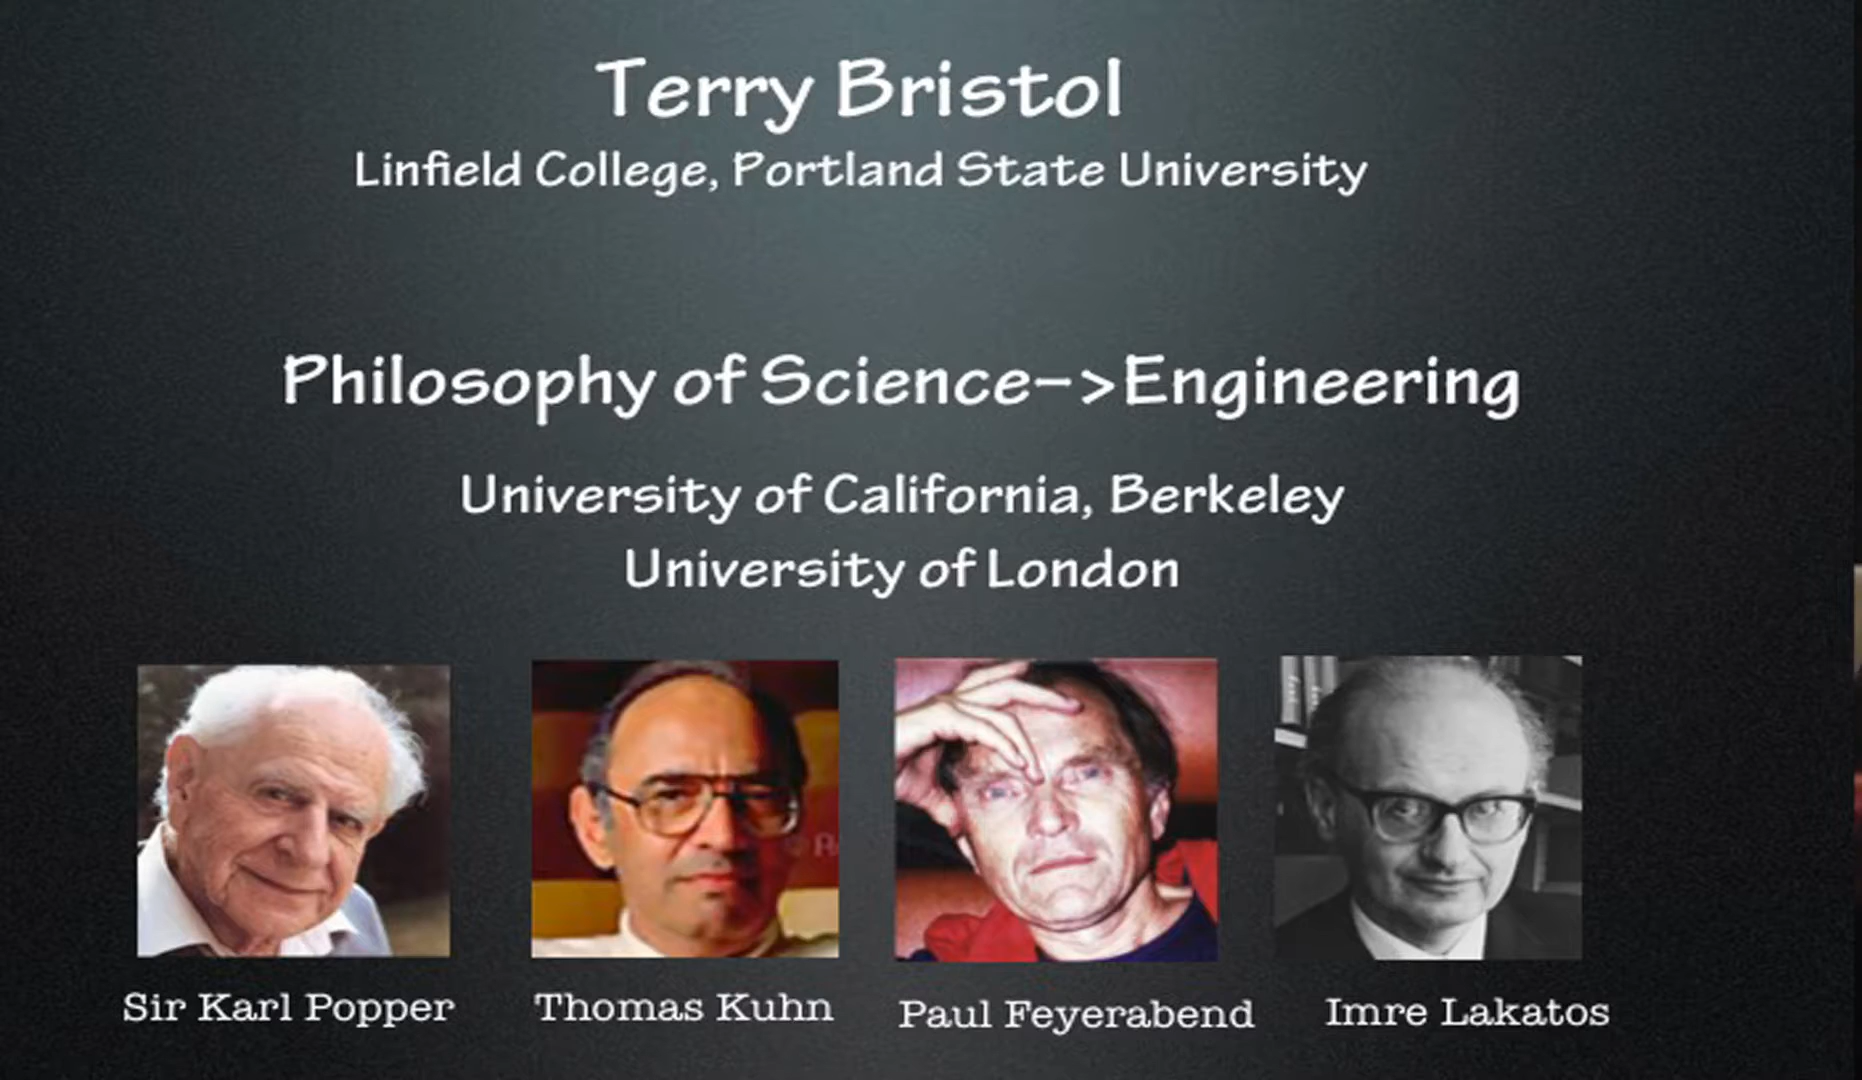 Terry Bristol
Linfield College, Portland State University
Philosophy of Science-->Engineering
University of California, Berkeley
University of London
Sir Karl Popper
Thomas Kuhn
Paul Feyerabend
Imre Lakatos